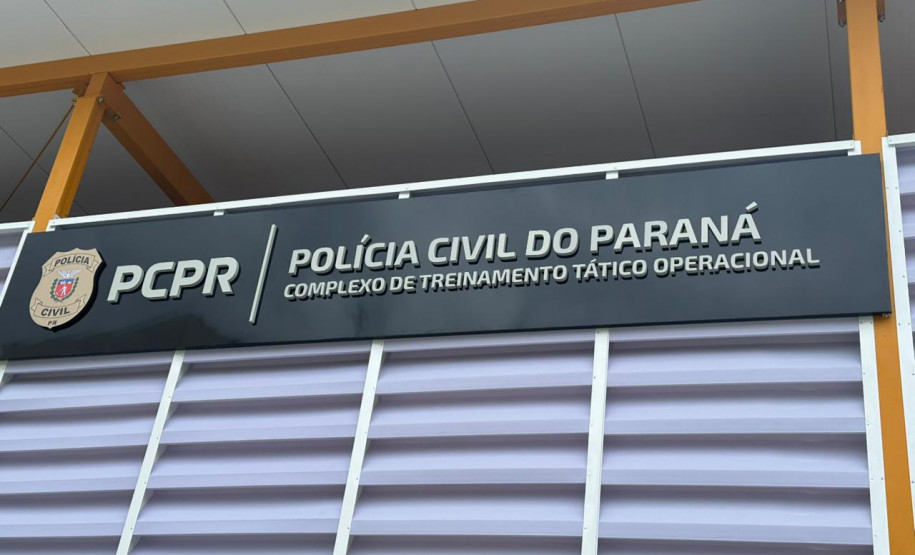 POLÍCIA
CIVIL
PR
PCPR
POLÍCIA CIVIL DO PARANÁ
COMPLEXO DE TREINAMENTO TÁTICO OPERACIONAL